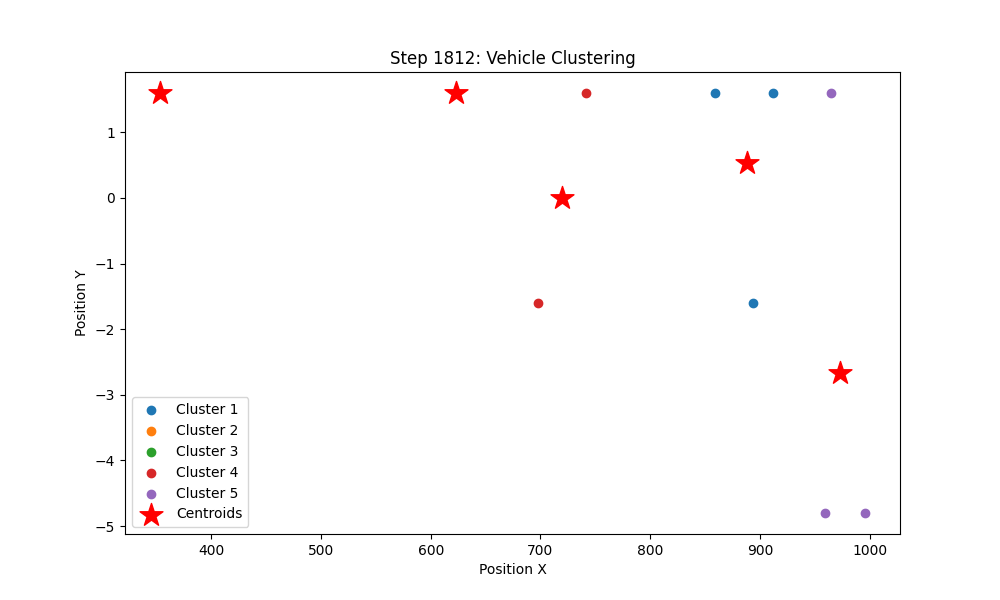 Step 1812: Vehicle Clustering
1
0
−1
−2
−3
−4
−5
Position Y
Cluster 1
Cluster 2
Cluster 3
Cluster 4
Cluster 5
Centroids
400 500 600 700 800 900 1000
Position X